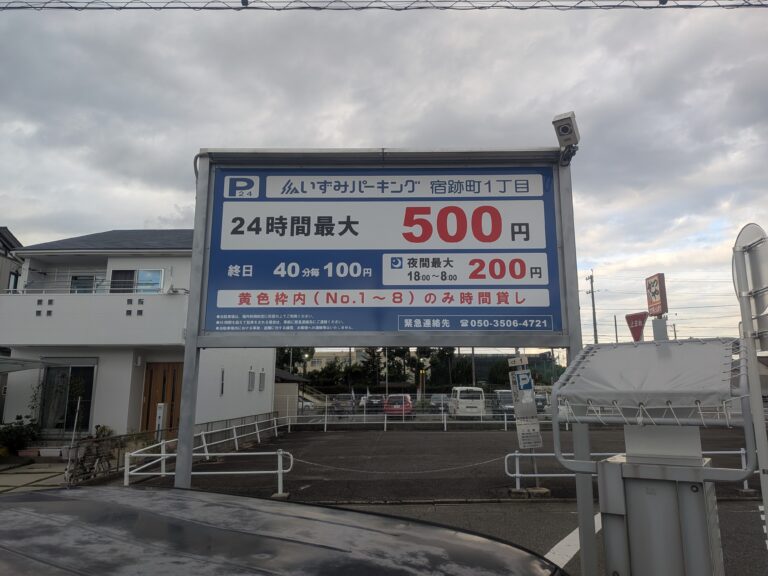 P
24
いずみパーキング 宿跡町1丁目
24時間最大 500円
終日 40分毎 100円
夜間最大
18:00～8:00
200円
黄色枠内(No.1～8)のみ時間貸し
緊急連絡先 ☎050-3506-4721
P